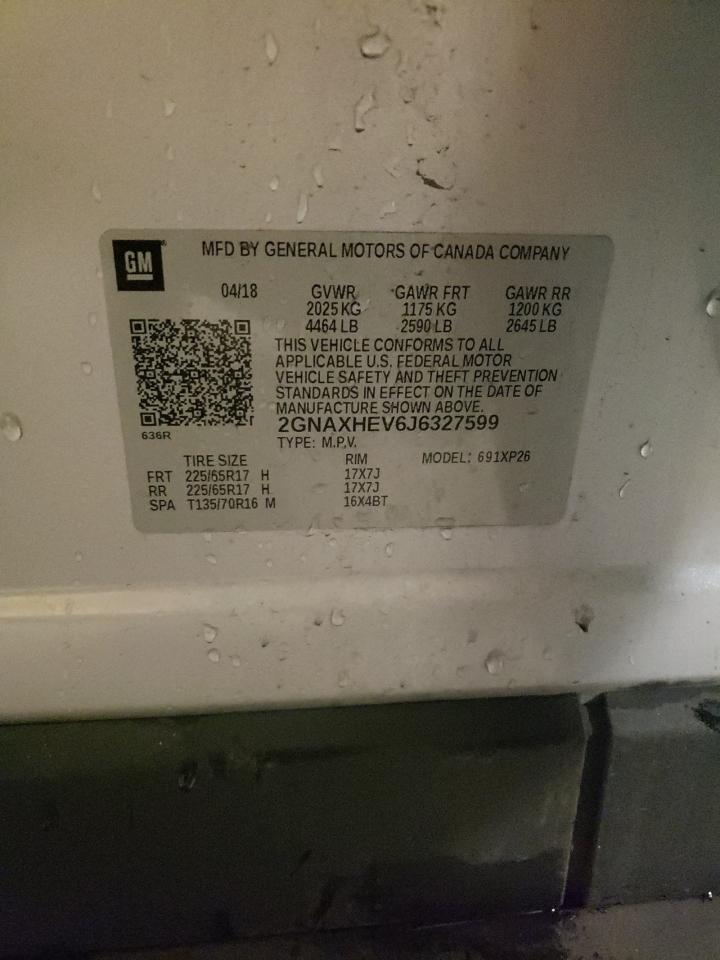 GM
MFD BY GENERAL MOTORS OF CANADA COMPANY
04/18 GVWR GAWR FRT GAWR RR
2025 KG 1175 KG 1200 KG
4464 LB 2590 LB 2645 LB
THIS VEHICLE CONFORMS TO ALL
APPLICABLE U.S. FEDERAL MOTOR
VEHICLE SAFETY AND THEFT PREVENTION
STANDARDS IN EFFECT ON THE DATE OF
MANUFACTURE SHOWN ABOVE.
2GNAXHEV6J6327599
636R
TYPE: M.P.V.
TIRE SIZE RIM MODEL: 691XP26
FRT 225/65R17 H 17X7J
RR 225/65R17 H 17X7J
SPA T135/70R16 M 16X4BT